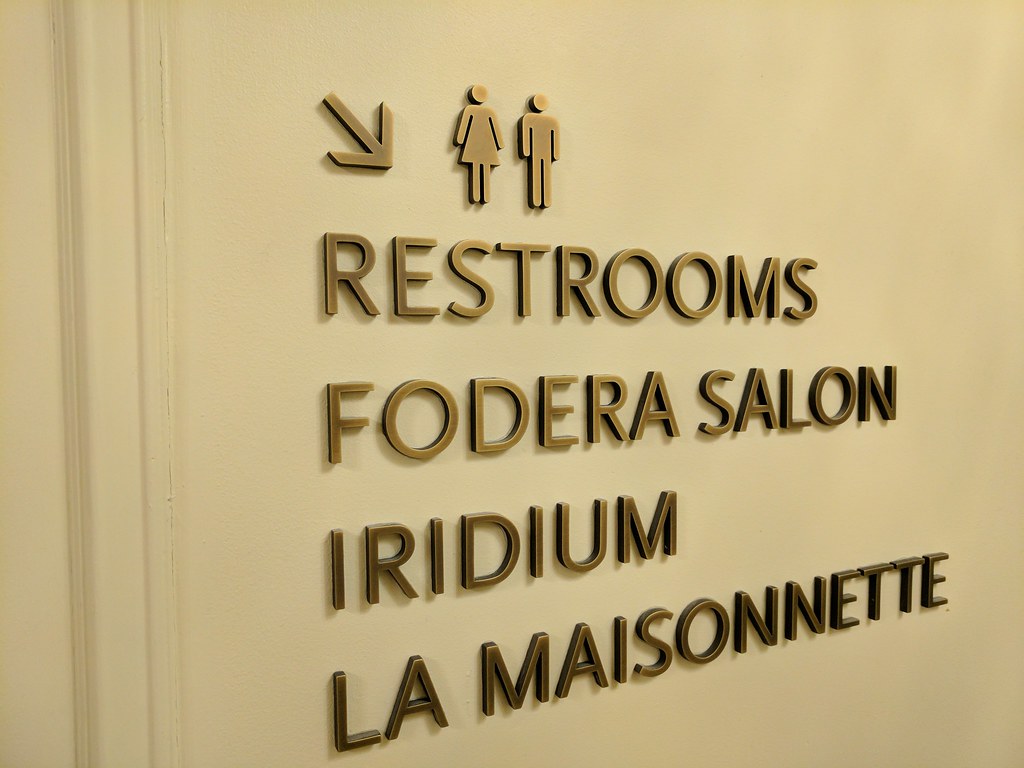 RESTROOMS
FODERA SALON
IRIDIUM
LA MAISONNETTE